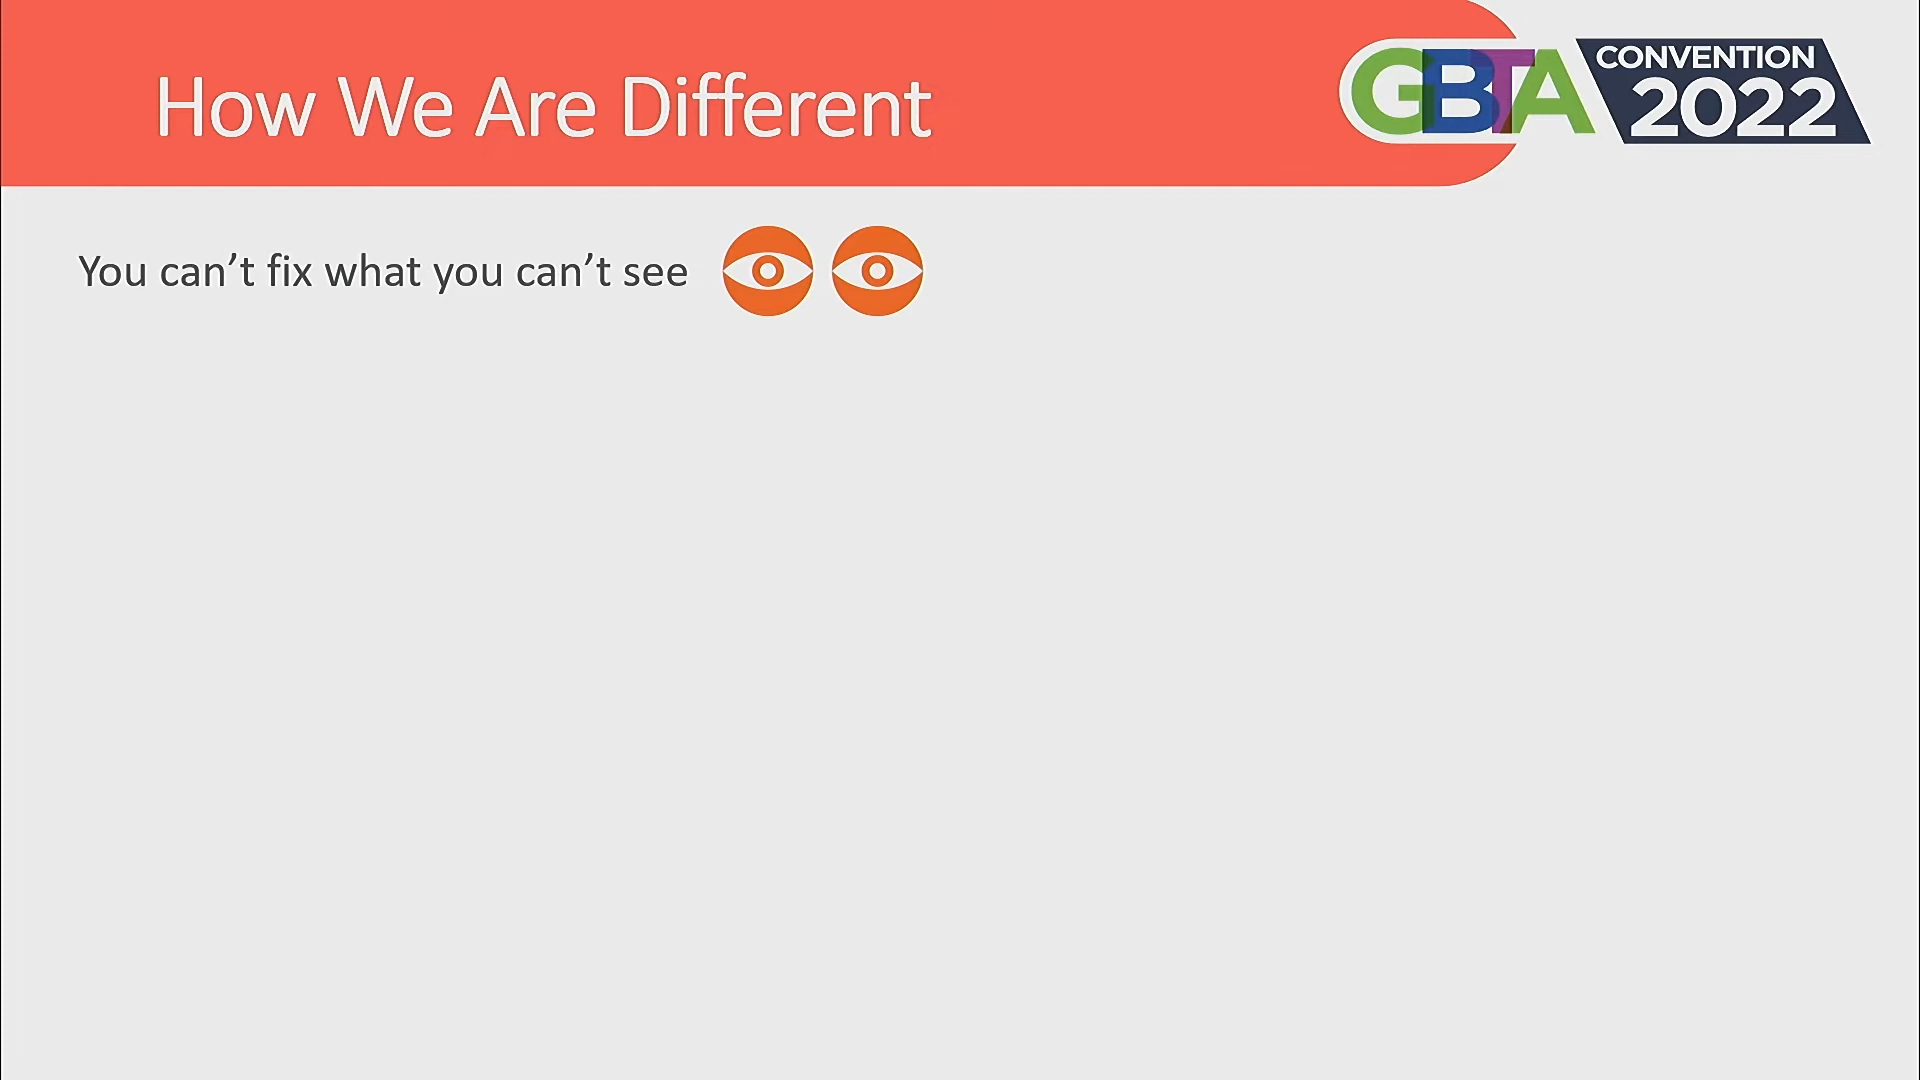 How We Are Different
GBTA CONVENTION
2022
You can’t fix what you can’t see